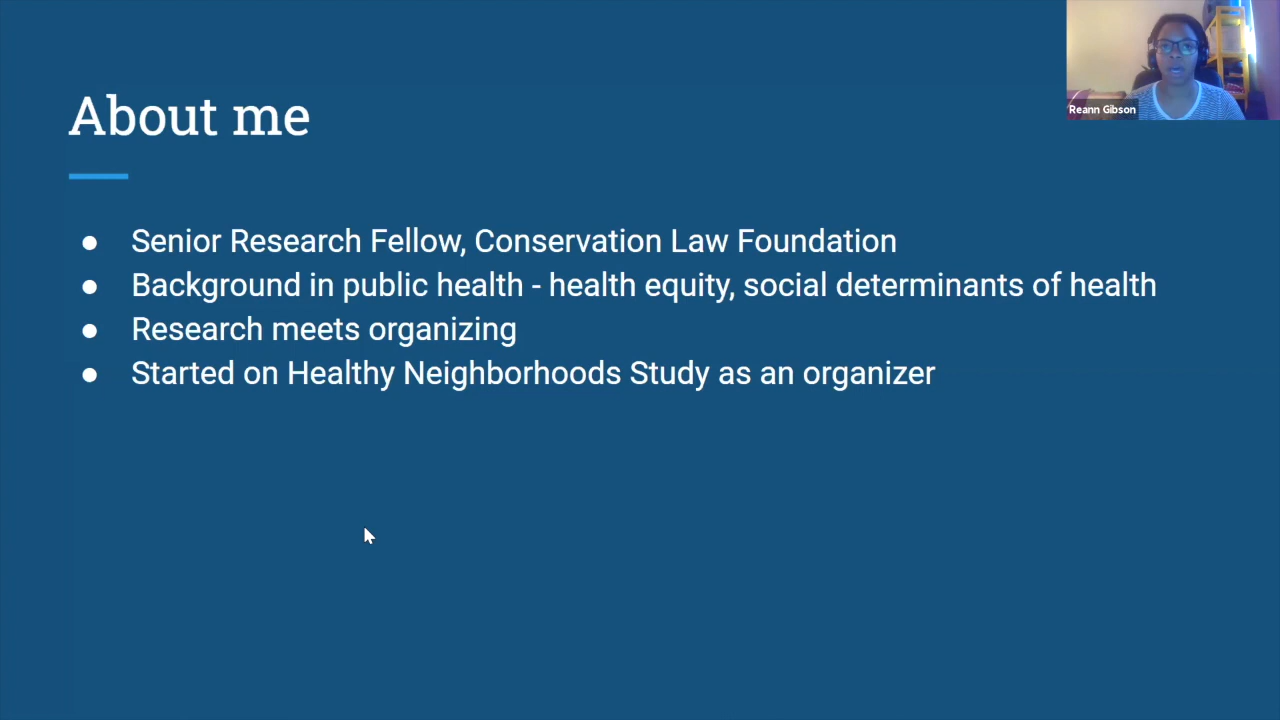 About me
● Senior Research Fellow, Conservation Law Foundation
● Background in public health - health equity, social determinants of health
● Research meets organizing
● Started on Healthy Neighborhoods Study as an organizer
Reann Gibson